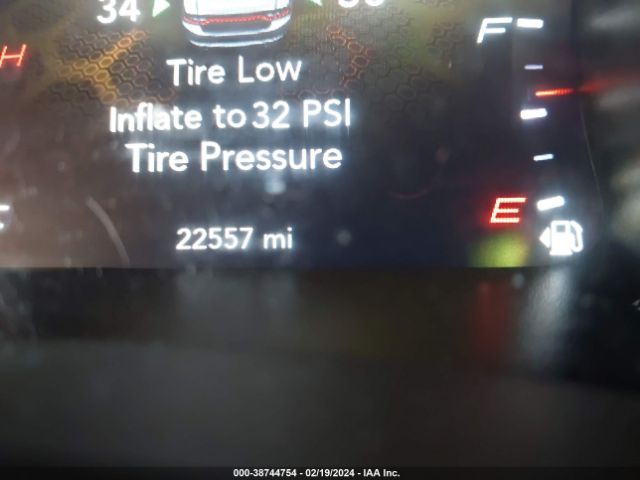 34
F
H
Tire Low
Inflate to 32 PSI
Tire Pressure
E
22557 mi
000-38744754 - 02/19/2024 - IAA Inc.